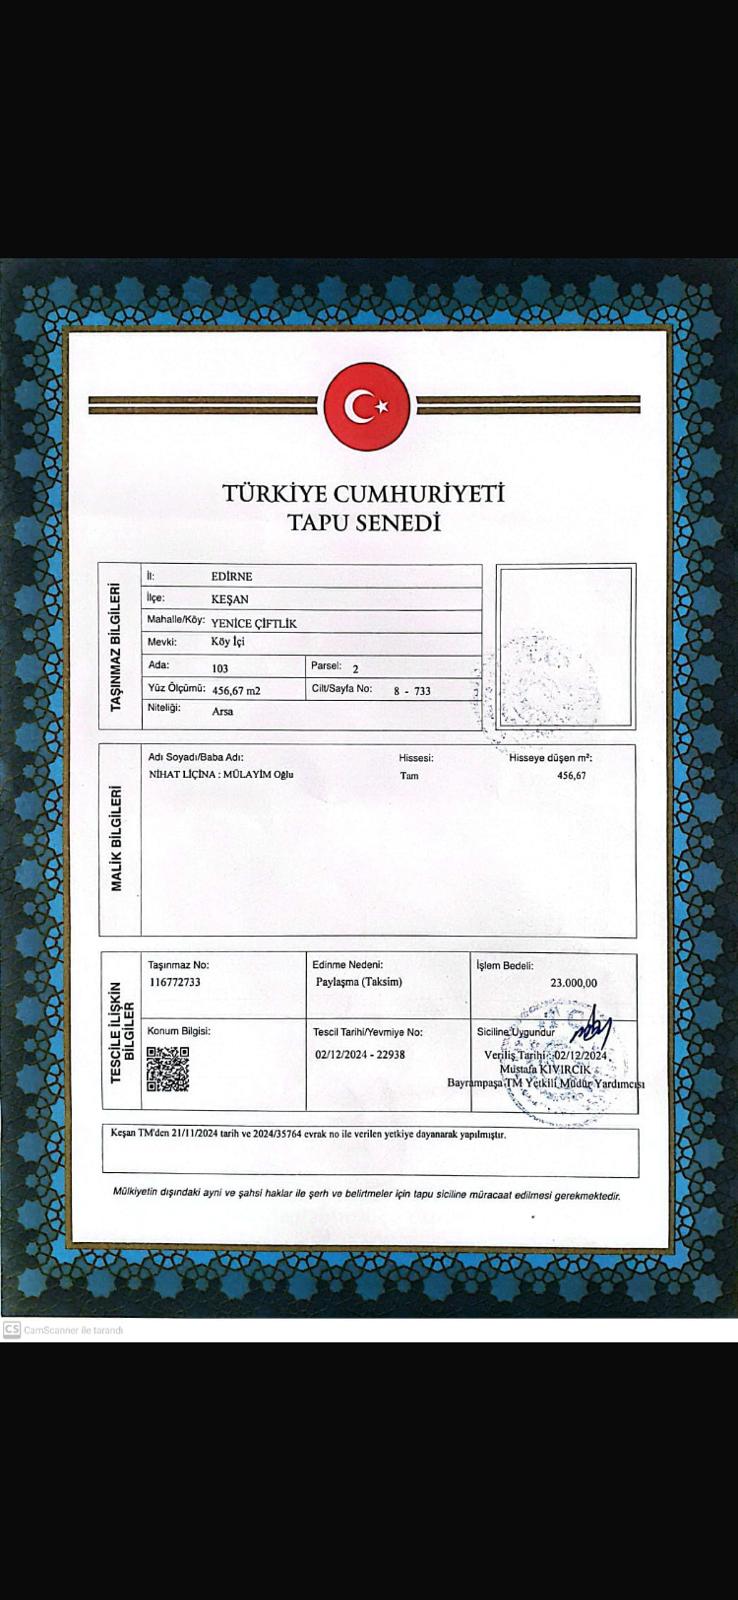 TÜRKİYE CUMHURİYETİ
TAPU SENEDİ
TAŞINMAZ BİLGİLERİ
İl: EDİRNE
İlçe: KEŞAN
Mahalle/Köy: YENİCE ÇİFTLİK
Mevki: Köy İçi
Ada: 103 Parsel: 2
Yüz Ölçümü: 456,67 m2 Cilt/Sayfa No: 8 - 733
Niteliği: Arsa
MALİK BİLGİLERİ
Adı Soyadı/Baba Adı: Hissesi: Hisseye düşen m²:
NİHAT LİÇİNA : MÜLAYİM Oğlu Tam 456,67
TESCİLE İLİŞKİN BİLGİLER
Taşınmaz No: Edinme Nedeni: İşlem Bedeli:
116772733 Paylaşma (Taksim) 23.000,00
Konum Bilgisi: Tescil Tarihi/Yevmiye No: Siciline Uygundur
02/12/2024 - 22938 Veriliş Tarihi : 02/12/2024
Mustafa KIVIRCIK
Bayrampaşa TM Yetkili Müdür Yardımcısı
Keşan TM'den 21/11/2024 tarih ve 2024/35764 evrak no ile verilen yetkiye dayanarak yapılmıştır.
Mülkiyetin dışındaki ayni ve şahsi haklar ile şerh ve belirtmeler için tapu siciline müracaat edilmesi gerekmektedir.
CS CamScanner ile tarandı